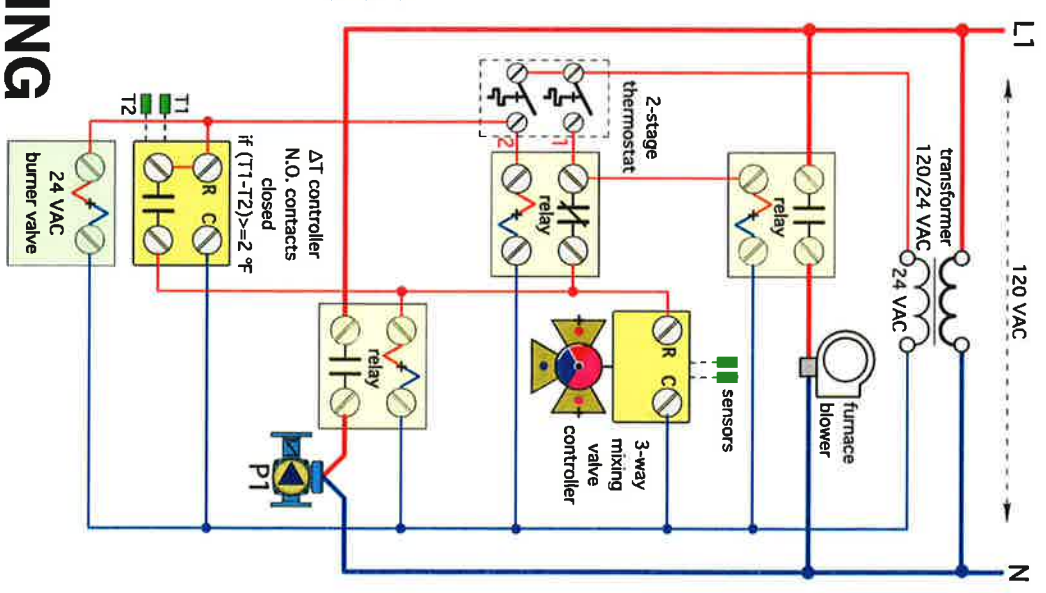 ING
L1
120 VAC
N
transformer
120/24 VAC
24 VAC
furnace
blower
relay
2-stage
thermostat
1
2
relay
sensors
R C
3-way
mixing
valve
controller
relay
P1
ΔT controller
N.O. contacts
closed
if (T1-T2)>=2 °F
T1
T2
R C
24 VAC
burner valve